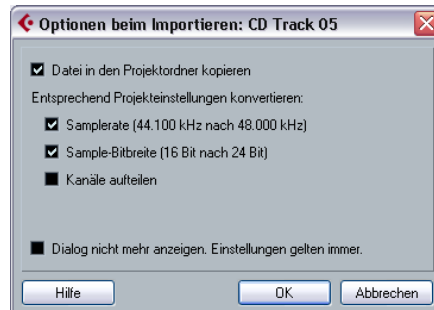 Optionen beim Importieren: CD Track 05
Datei in den Projektordner kopieren
Entsprechend Projekteinstellungen konvertieren:
Samplerate (44.100 kHz nach 48.000 kHz)
Sample-Bitbreite (16 Bit nach 24 Bit)
Kanäle aufteilen
Dialog nicht mehr anzeigen. Einstellungen gelten immer.
Hilfe OK Abbrechen